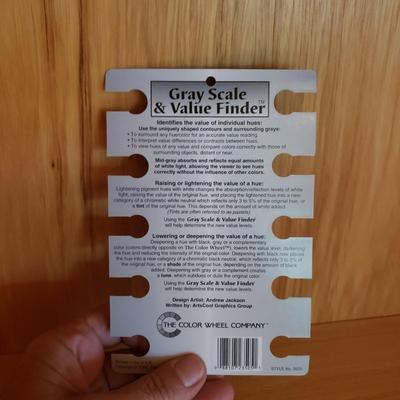 Gray Scale
& Value Finder™
Identifies the value of individual hues:
Use the uniquely shaped contours and surrounding grays:
• To surround any hue/color for an accurate value reading.
• To interpret value differences or contrasts between hues.
• To view hues of any value and compare colors correctly with those of
surrounding objects, distant or near.
Mid-gray absorbs and reflects equal amounts
of white light, allowing the viewer to see hues
correctly without the influence of other colors.
Raising or lightening the value of a hue:
Lightening pigment hues with white changes the absorption/reflection levels of white
light, raising the value of the original hue, and placing the lightened hue into a new
category of a chromatic white neutral which reflects only 3 to 5% of the original hue, or
a tint of the original hue. This depends on the amount of white added.
(Tints are often referred to as pastels).
Using the Gray Scale & Value Finder
will help determine the new value levels.
Lowering or deepening the value of a hue:
Deepening a hue with black, gray or a complementary
color (colors directly opposite on The Color Wheel™), lowers the value level, darkening
the hue and reducing the intensity of the original color. Deepening with black now places
the hue into a new category of a chromatic black neutral, which reflects only 3 to 5%
of the original hue, or a shade of the original hue, depending on the amount of black
added. Deepening with gray or a complement creates
a tone, which subdues or dulls the original color.
Using the Gray Scale & Value Finder
will help determine the new value levels.
Design Artist: Andrew Jackson
Written by: ArtsCool Graphics Group
THE COLOR WHEEL COMPANY™
Printed in the U.S.A.
STYLE No.